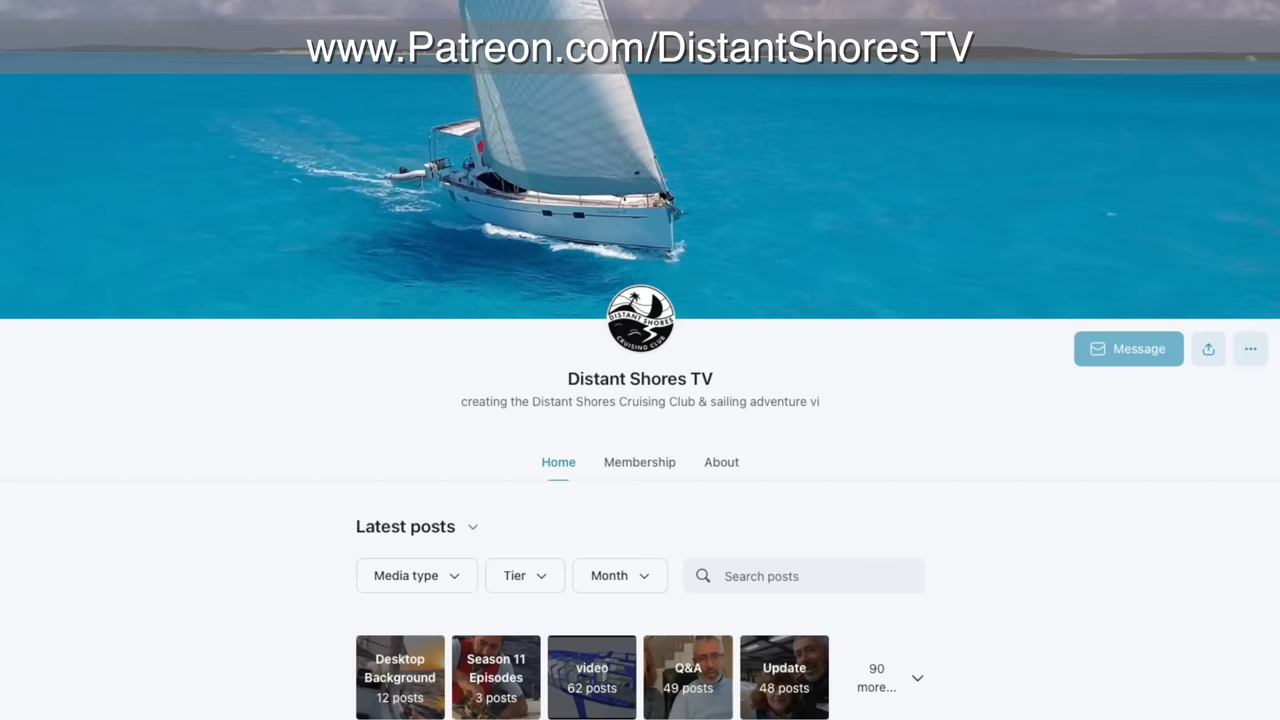 www.Patreon.com/DistantShoresTV
DISTANT SHORES
CRUISING CLUB
Message
Distant Shores TV
creating the Distant Shores Cruising Club & sailing adventure vi
Home
Membership
About
Latest posts
Media type
Tier
Month
Search posts
Desktop
Background
12 posts
Season 11
Episodes
3 posts
video
62 posts
Q&A
49 posts
Update
48 posts
90
more...